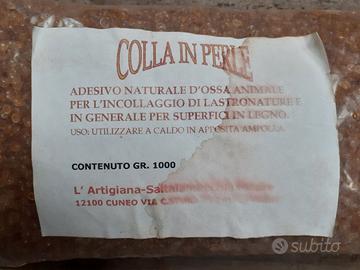 COLLA IN PERLE
ADESIVO NATURALE D'OSSA ANIMALE
PER L'INCOLLAGGIO DI LASTRONATURE E
IN GENERALE PER SUPERFICI IN LEGNO.
USO: UTILIZZARE A CALDO IN APPOSITA AMPOLLA.
CONTENUTO GR. 1000
L' Artigiana-
12100 CUNEO VIA
subito